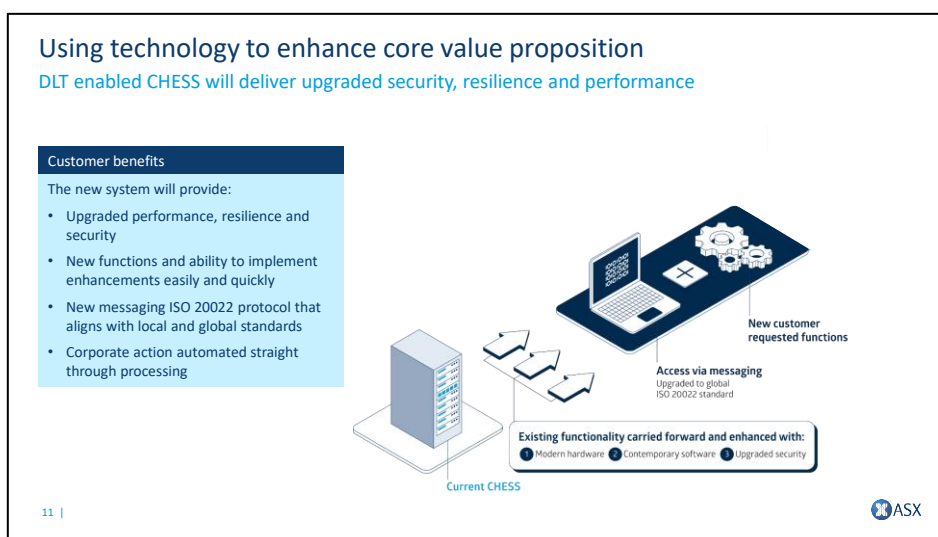 Using technology to enhance core value proposition
DLT enabled CHESS will deliver upgraded security, resilience and performance
Customer benefits
The new system will provide:
• Upgraded performance, resilience and
security
• New functions and ability to implement
enhancements easily and quickly
• New messaging ISO 20022 protocol that
aligns with local and global standards
• Corporate action automated straight
through processing
New customer
requested functions
Access via messaging
Upgraded to global
ISO 20022 standard
Existing functionality carried forward and enhanced with:
1 Modern hardware 2 Contemporary software 3 Upgraded security
Current CHESS
11 |
ASX